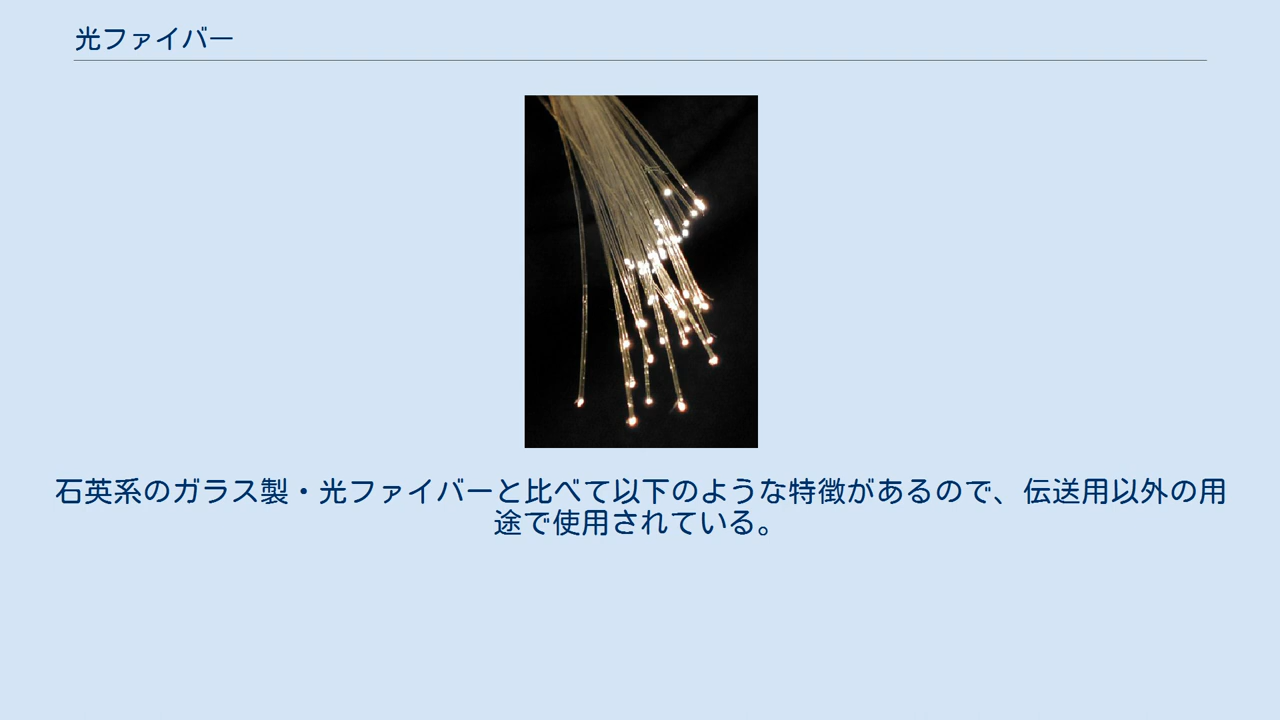 光ファイバー
石英系のガラス製・光ファイバーと比べて以下のような特徴があるので、伝送用以外の用
途で使用されている。